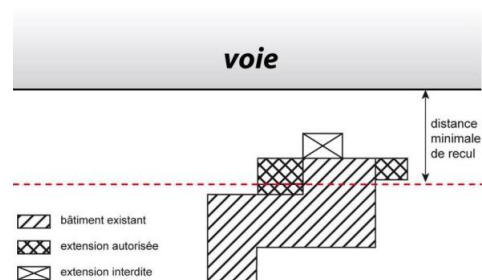 voie
distance
minimale
de recul
bâtiment existant
extension autorisée
extension interdite